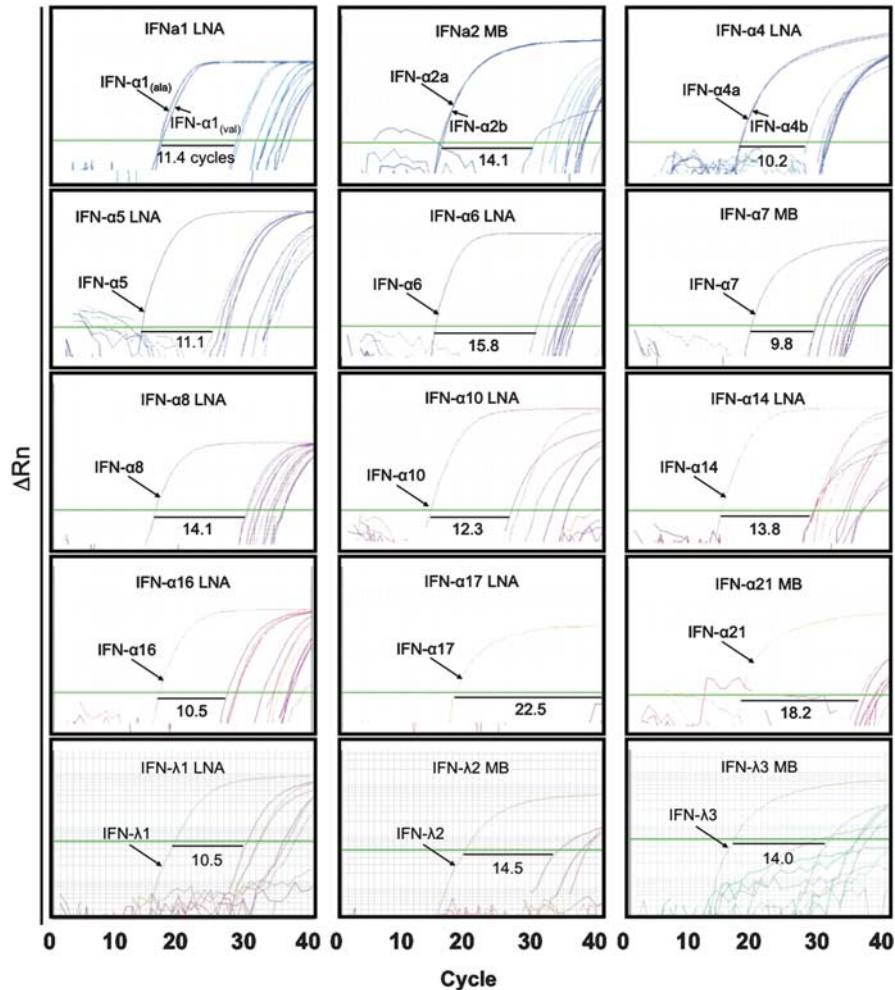 IFNa1 LNA
IFN-α1(ala)
IFN-α1(val)
11.4 cycles
IFNa2 MB
IFN-α2a
IFN-α2b
14.1
IFN-α4 LNA
IFN-α4a
IFN-α4b
10.2
IFN-α5 LNA
IFN-α5
11.1
IFN-α6 LNA
IFN-α6
15.8
IFN-α7 MB
IFN-α7
9.8
IFN-α8 LNA
IFN-α8
14.1
IFN-α10 LNA
IFN-α10
12.3
IFN-α14 LNA
IFN-α14
13.8
IFN-α16 LNA
IFN-α16
10.5
IFN-α17 LNA
IFN-α17
22.5
IFN-α21 MB
IFN-α21
18.2
IFN-λ1 LNA
IFN-λ1
10.5
IFN-λ2 MB
IFN-λ2
14.5
IFN-λ3 MB
IFN-λ3
14.0
ΔRn
0 10 20 30 40 0 10 20 30 40 0 10 20 30 40
Cycle